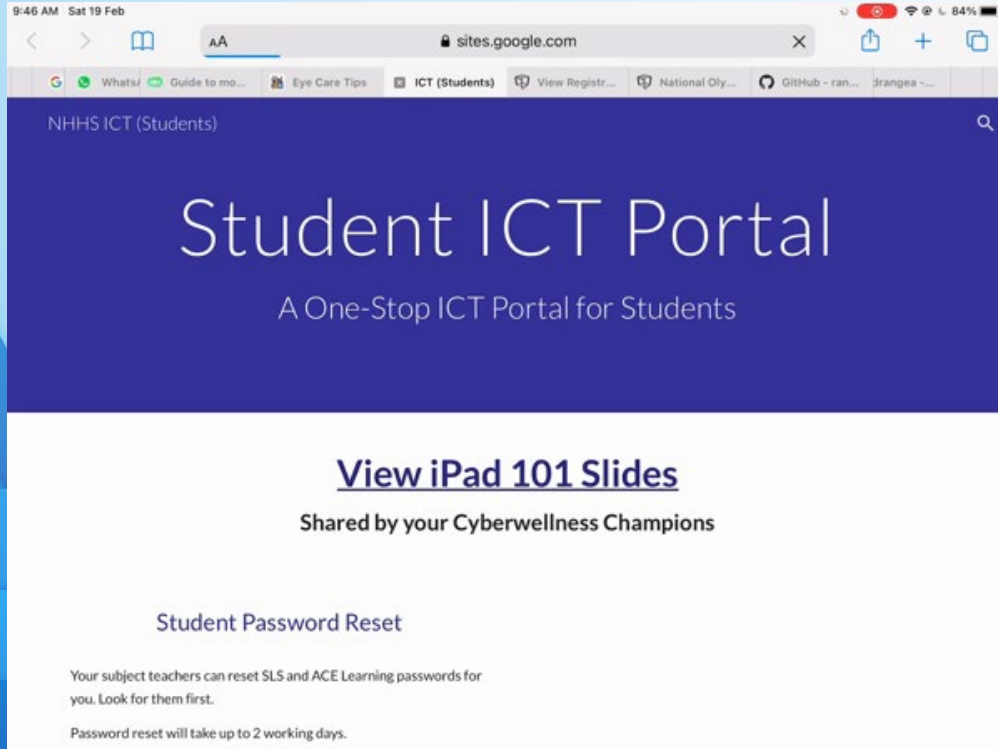 9:46 AM Sat 19 Feb
84%
AA
sites.google.com
G
WhatsA
Guide to mo...
Eye Care Tips
ICT (Students)
View Registr...
National Oly...
GitHub - ran...
drangea -...
NHHS ICT (Students)
Student ICT Portal
A One-Stop ICT Portal for Students
View iPad 101 Slides
Shared by your Cyberwellness Champions
Student Password Reset
Your subject teachers can reset SLS and ACE Learning passwords for
you. Look for them first.
Password reset will take up to 2 working days.